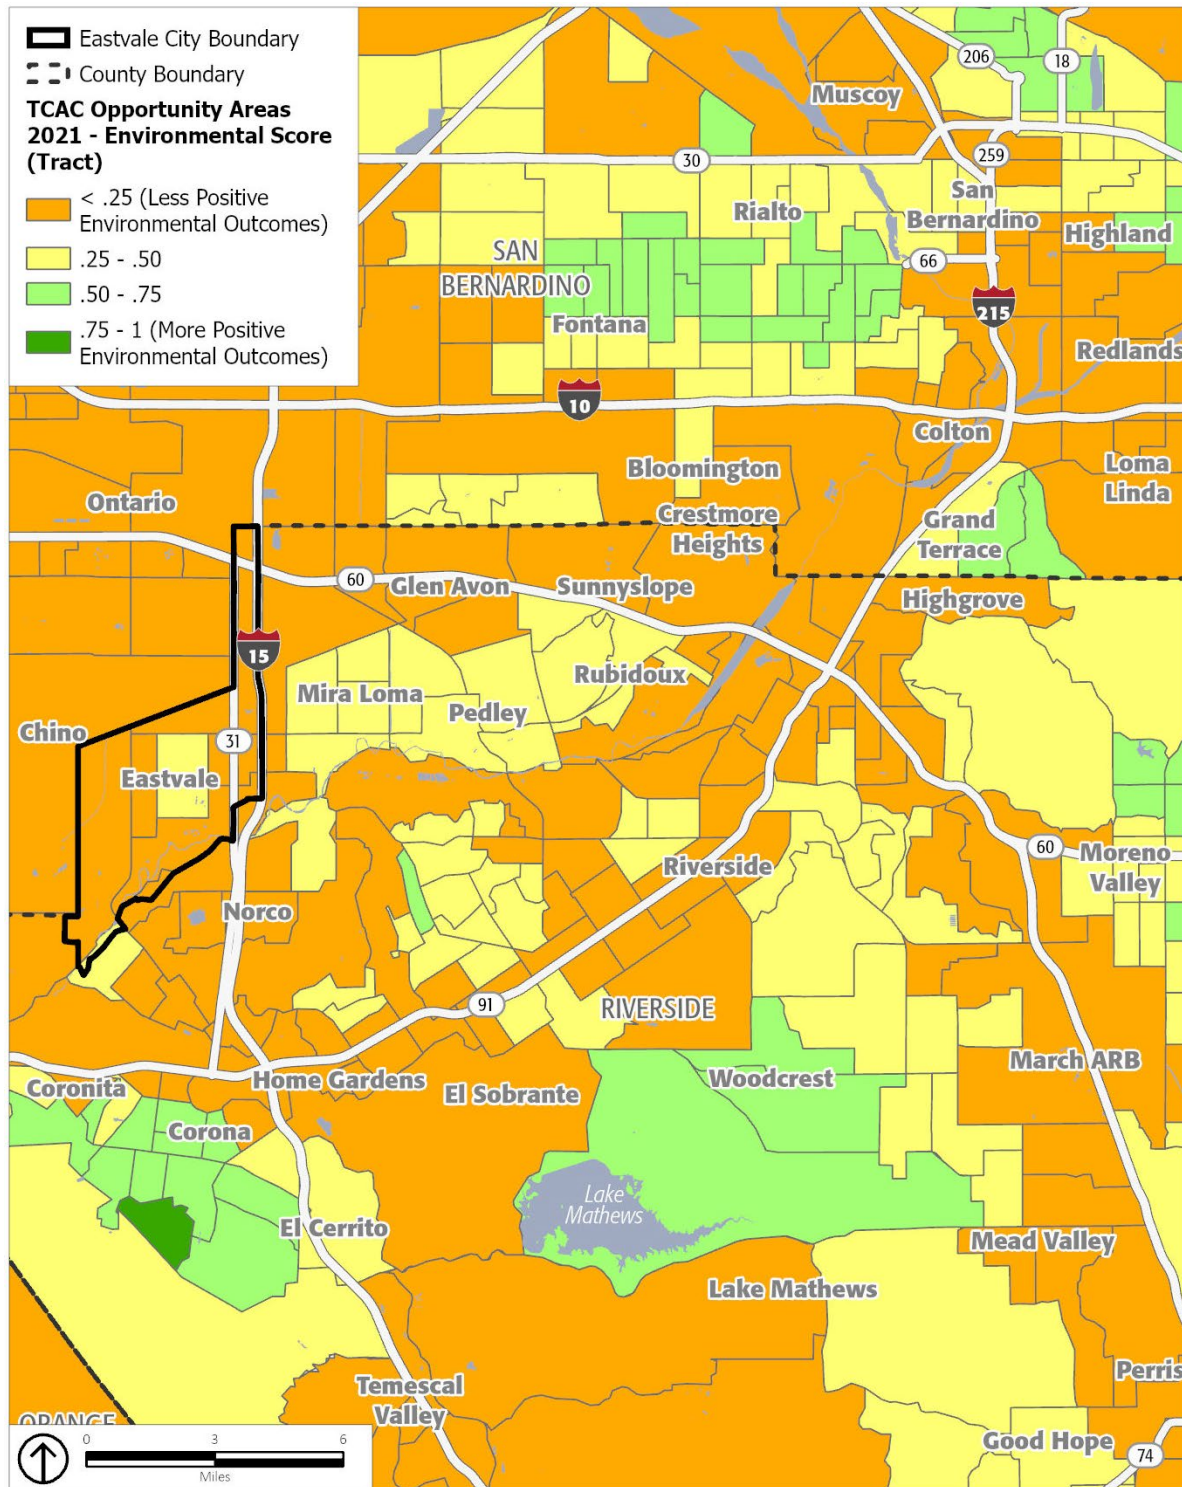 Eastvale City Boundary
County Boundary
TCAC Opportunity Areas
2021 - Environmental Score
(Tract)
< .25 (Less Positive
Environmental Outcomes)
.25 - .50
.50 - .75
.75 - 1 (More Positive
Environmental Outcomes)
206
18
Muscoy
30
259
San
Bernardino
Rialto
Highland
SAN
BERNARDINO
66
215
Fontana
Redlands
10
Colton
Bloomington
Loma
Linda
Ontario
Crestmore
Heights
Grand
Terrace
60
Glen Avon
Sunnyslope
Highgrove
15
Rubidoux
Mira Loma
Pedley
Chino
31
Eastvale
60
Moreno
Valley
Riverside
Norco
91
RIVERSIDE
March ARB
Coronita
Home Gardens
El Sobrante
Woodcrest
Corona
Lake
Mathews
El Cerrito
Mead Valley
Lake Mathews
Perris
Temescal
Valley
ORANGE
Good Hope
74
0 3 6
Miles